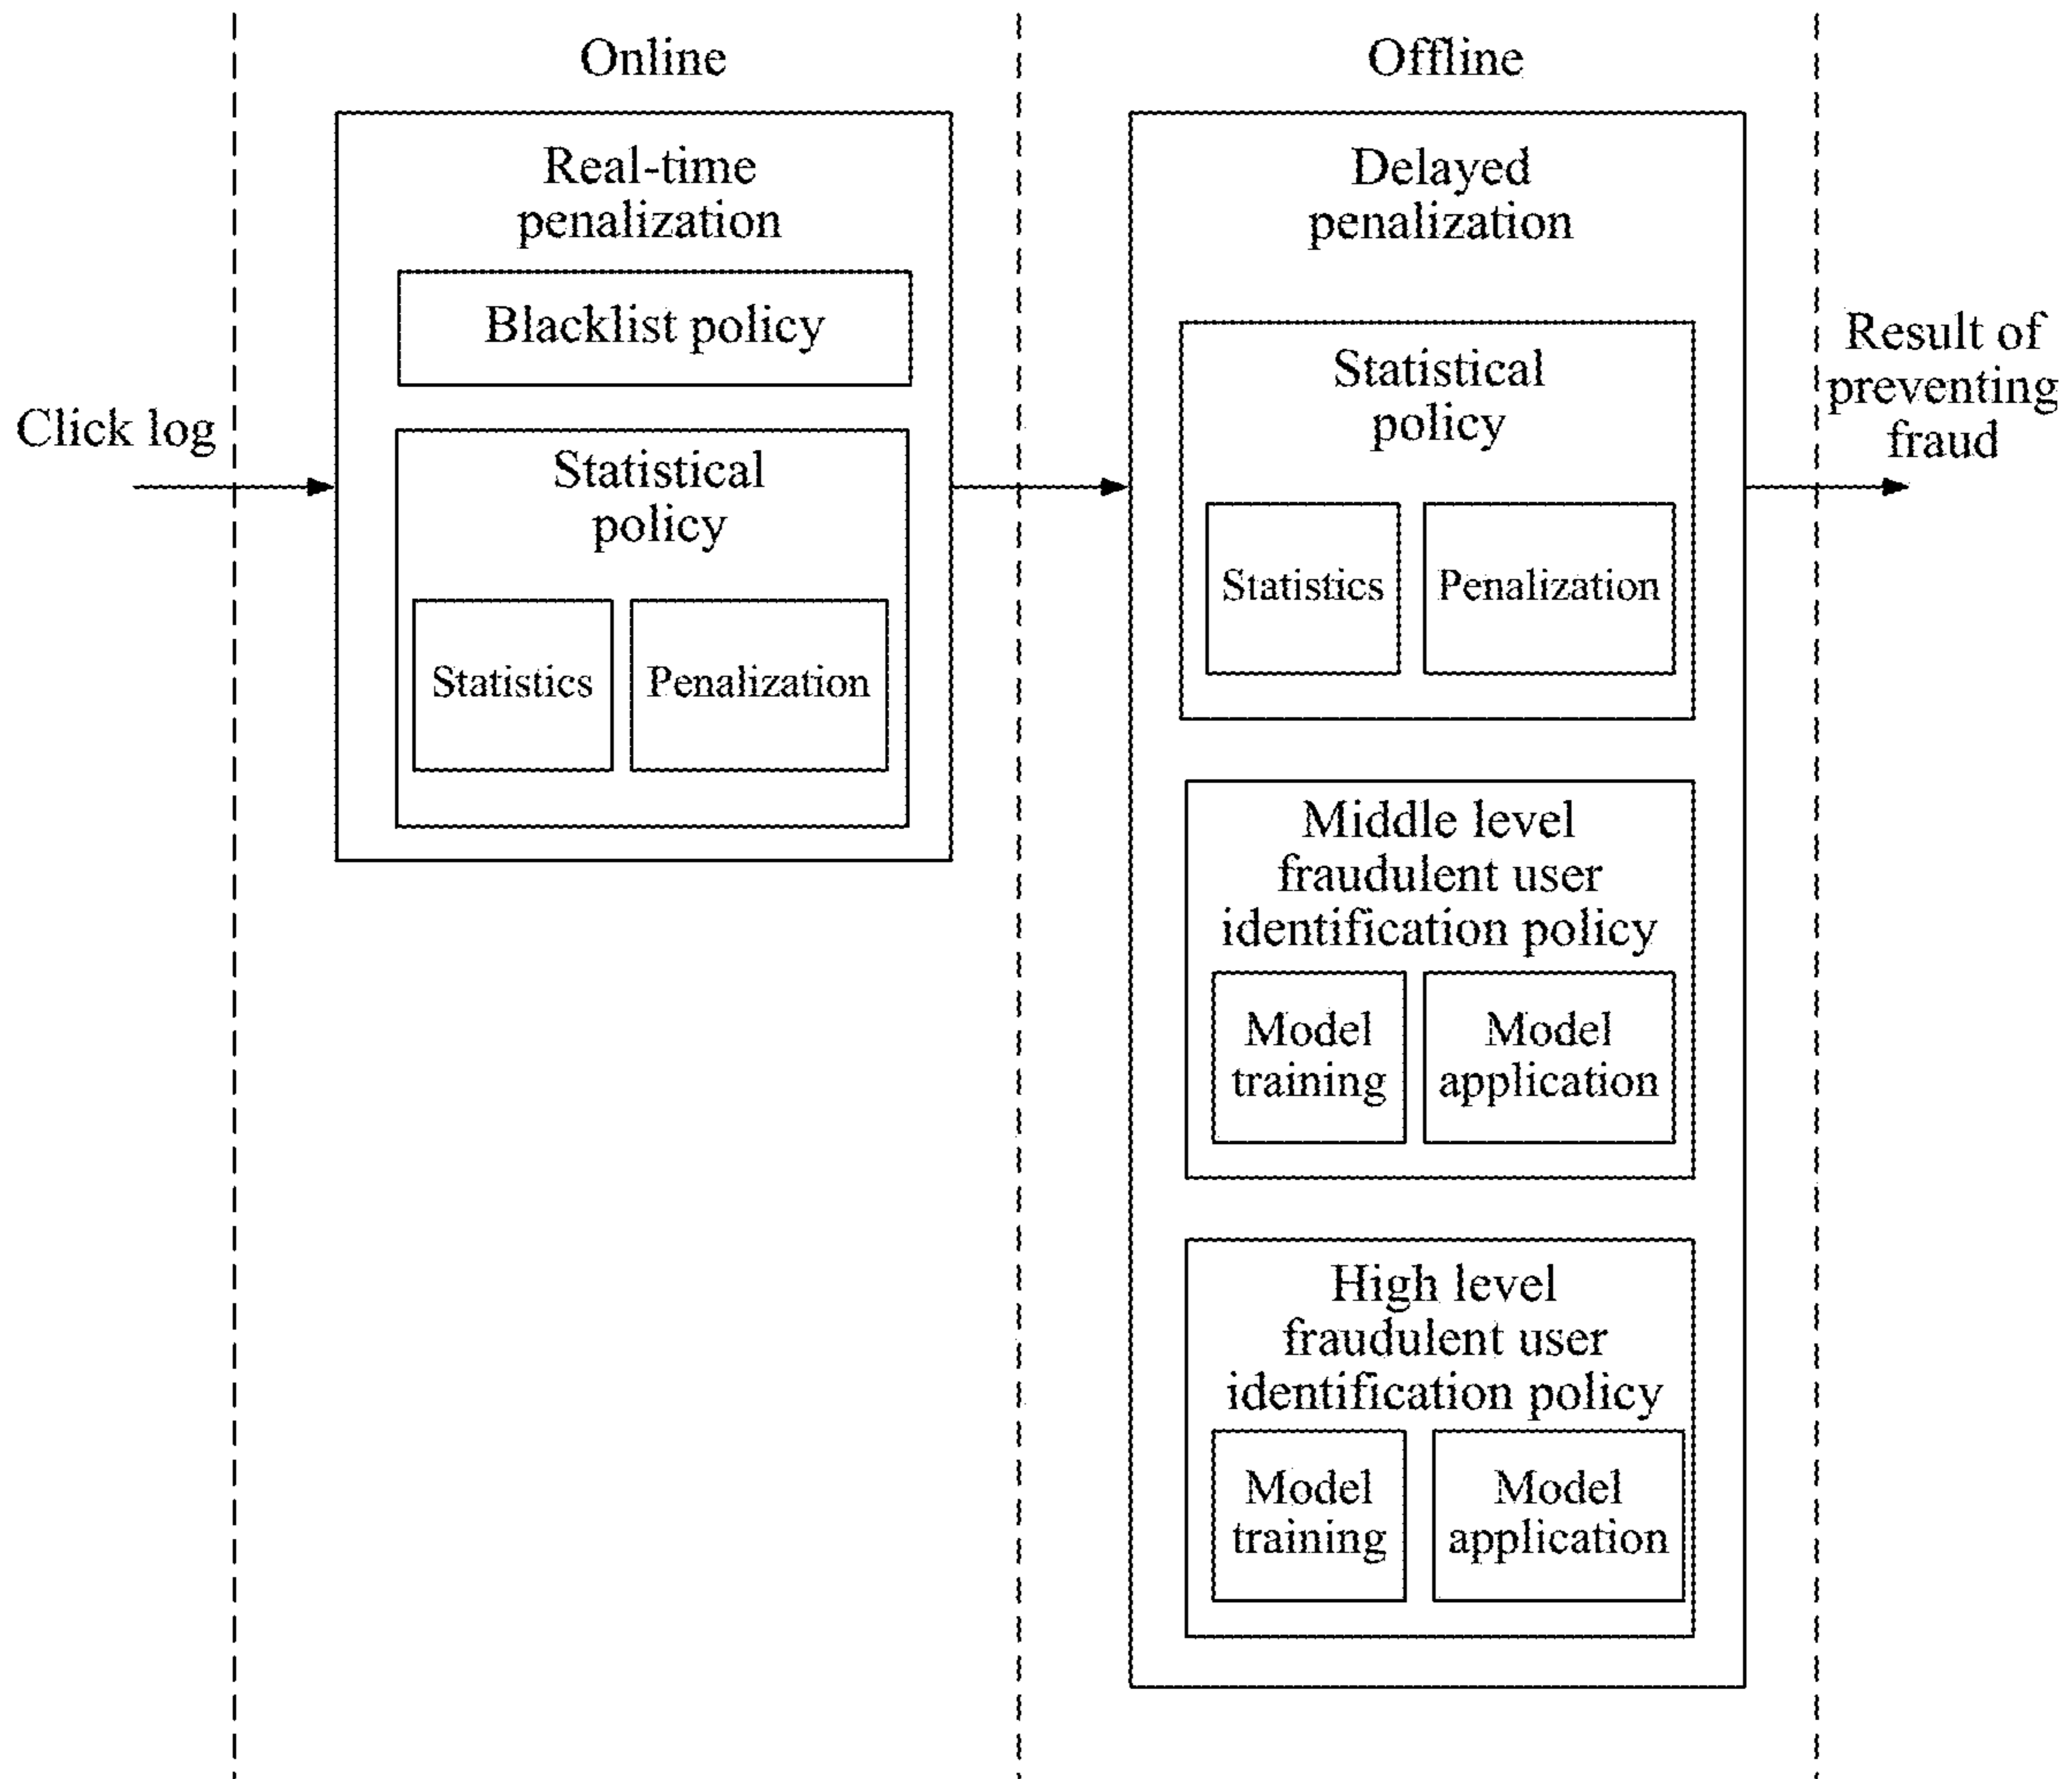 Online
Offline
Click log
Real-time
penalization
Blacklist policy
Statistical
policy
Statistics
Penalization
Delayed
penalization
Statistical
policy
Statistics
Penalization
Middle level
fraudulent user
identification policy
Model
training
Model
application
High level
fraudulent user
identification policy
Model
training
Model
application
Result of
preventing
fraud